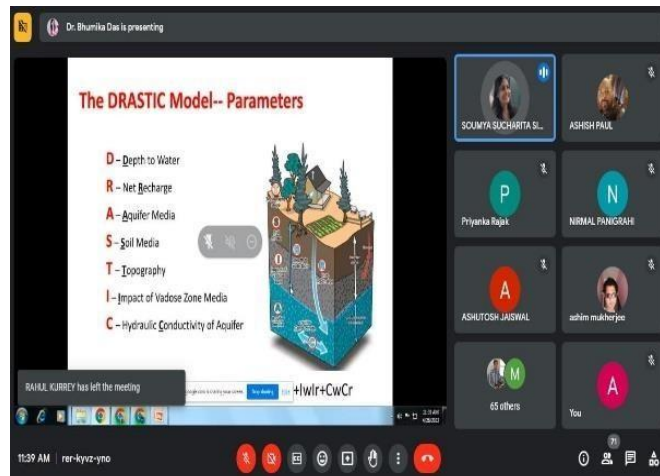 Dr. Bhumika Das is presenting
The DRASTIC Model-- Parameters
D – Depth to Water
R – Net Recharge
A – Aquifer Media
S – Soil Media
T – Topography
I – Impact of Vadose Zone Media
C – Hydraulic Conductivity of Aquifer
+IwIr+CwCr
RAHUL KURREY has left the meeting
SOUMYA SUCHARITA SI...
ASHISH PAUL
P
Priyanka Rajak
N
NIRMAL PANIGRAHI
A
ASHUTOSH JAISWAL
ashim mukherjee
M
65 others
A
You
11:39 AM | rer-kyvz-yno
71